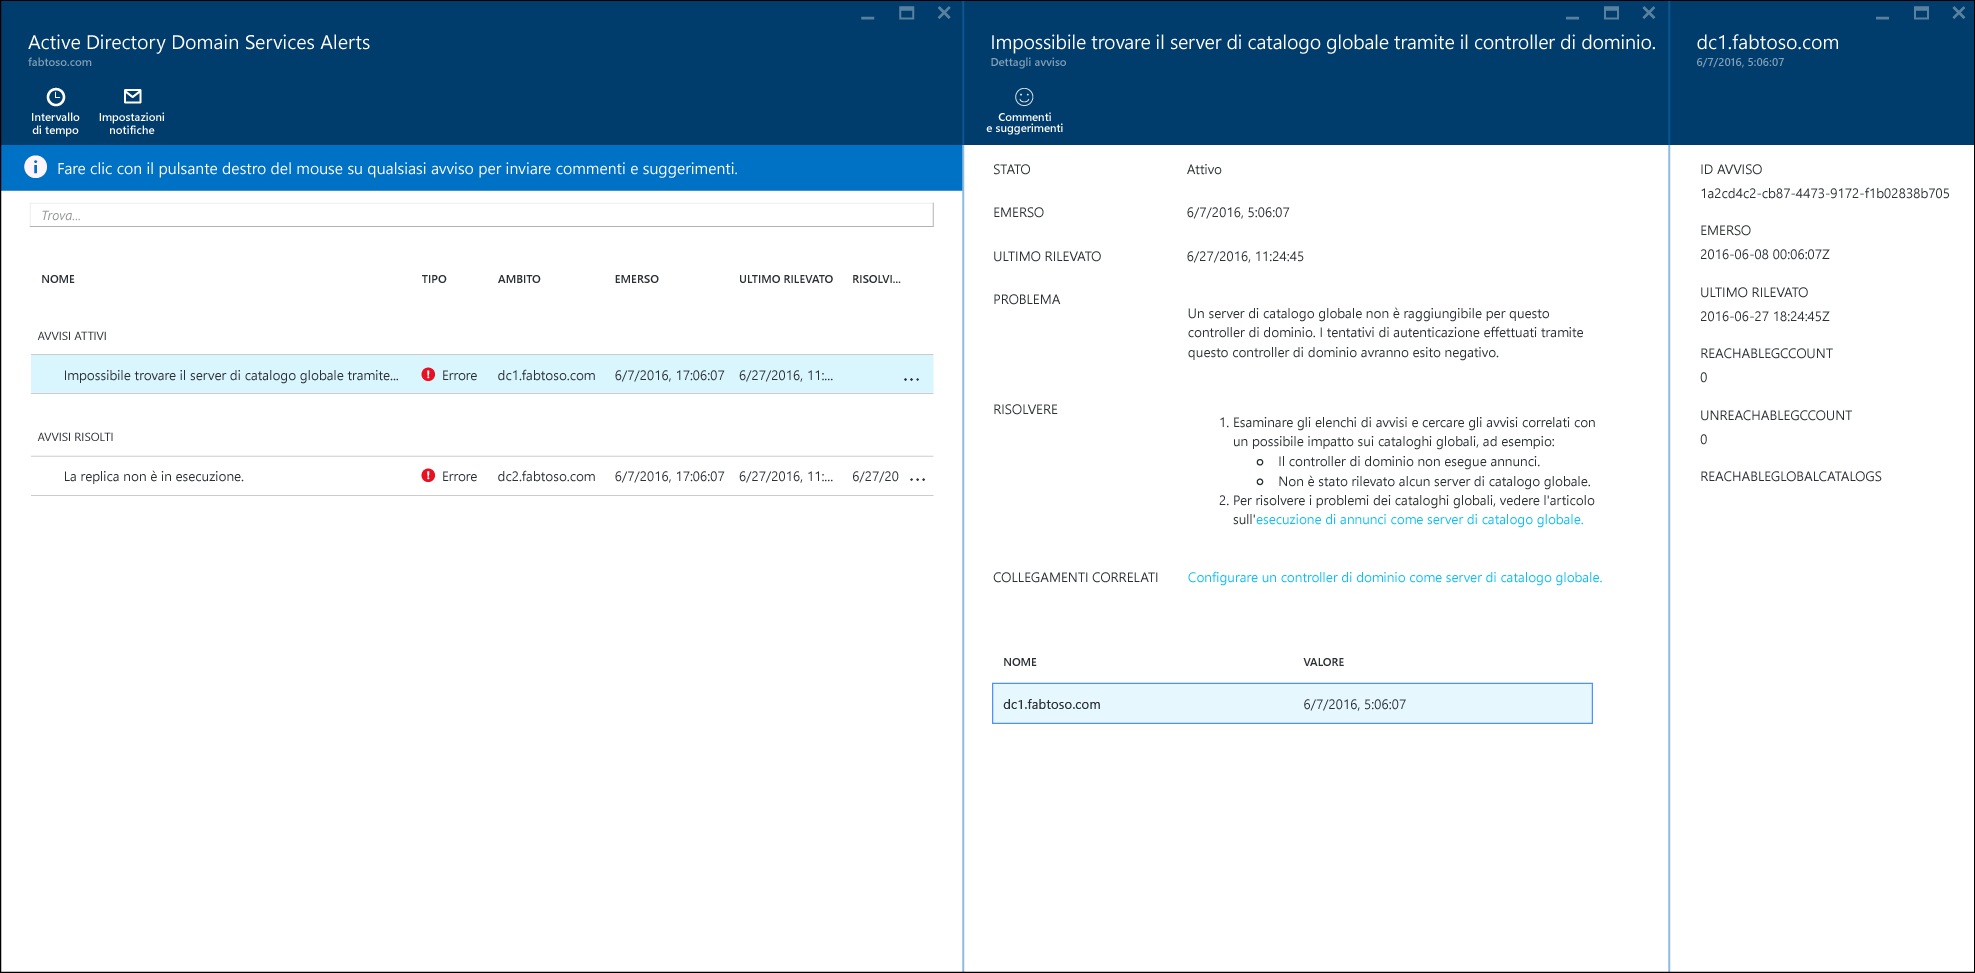 Active Directory Domain Services Alerts
fabtoso.com
Intervallo
di tempo
Impostazioni
notifiche
Fare clic con il pulsante destro del mouse su qualsiasi avviso per inviare commenti e suggerimenti.
Trova...
NOME TIPO AMBITO EMERSO ULTIMO RILEVATO RISOLVI...
AVVISI ATTIVI
Impossibile trovare il server di catalogo globale tramite... Errore dc1.fabtoso.com 6/7/2016, 17:06:07 6/27/2016, 11:... ...
AVVISI RISOLTI
La replica non è in esecuzione. Errore dc2.fabtoso.com 6/7/2016, 17:06:07 6/27/2016, 11:... 6/27/20 ...
Impossibile trovare il server di catalogo globale tramite il controller di dominio.
Dettagli avviso
Commenti
e suggerimenti
STATO Attivo
EMERSO 6/7/2016, 5:06:07
ULTIMO RILEVATO 6/27/2016, 11:24:45
PROBLEMA
Un server di catalogo globale non è raggiungibile per questo
controller di dominio. I tentativi di autenticazione effettuati tramite
questo controller di dominio avranno esito negativo.
RISOLVERE
1. Esaminare gli elenchi di avvisi e cercare gli avvisi correlati con
un possibile impatto sui cataloghi globali, ad esempio:
o Il controller di dominio non esegue annunci.
o Non è stato rilevato alcun server di catalogo globale.
2. Per risolvere i problemi dei cataloghi globali, vedere l'articolo
sull'esecuzione di annunci come server di catalogo globale.
COLLEGAMENTI CORRELATI Configurare un controller di dominio come server di catalogo globale.
NOME VALORE
dc1.fabtoso.com 6/7/2016, 5:06:07
dc1.fabtoso.com
6/7/2016, 5:06:07
ID AVVISO
1a2cd4c2-cb87-4473-9172-f1b02838b705
EMERSO
2016-06-08 00:06:07Z
ULTIMO RILEVATO
2016-06-27 18:24:45Z
REACHABLEGCCOUNT
0
UNREACHABLEGCCOUNT
0
REACHABLEGLOBALCATALOGS